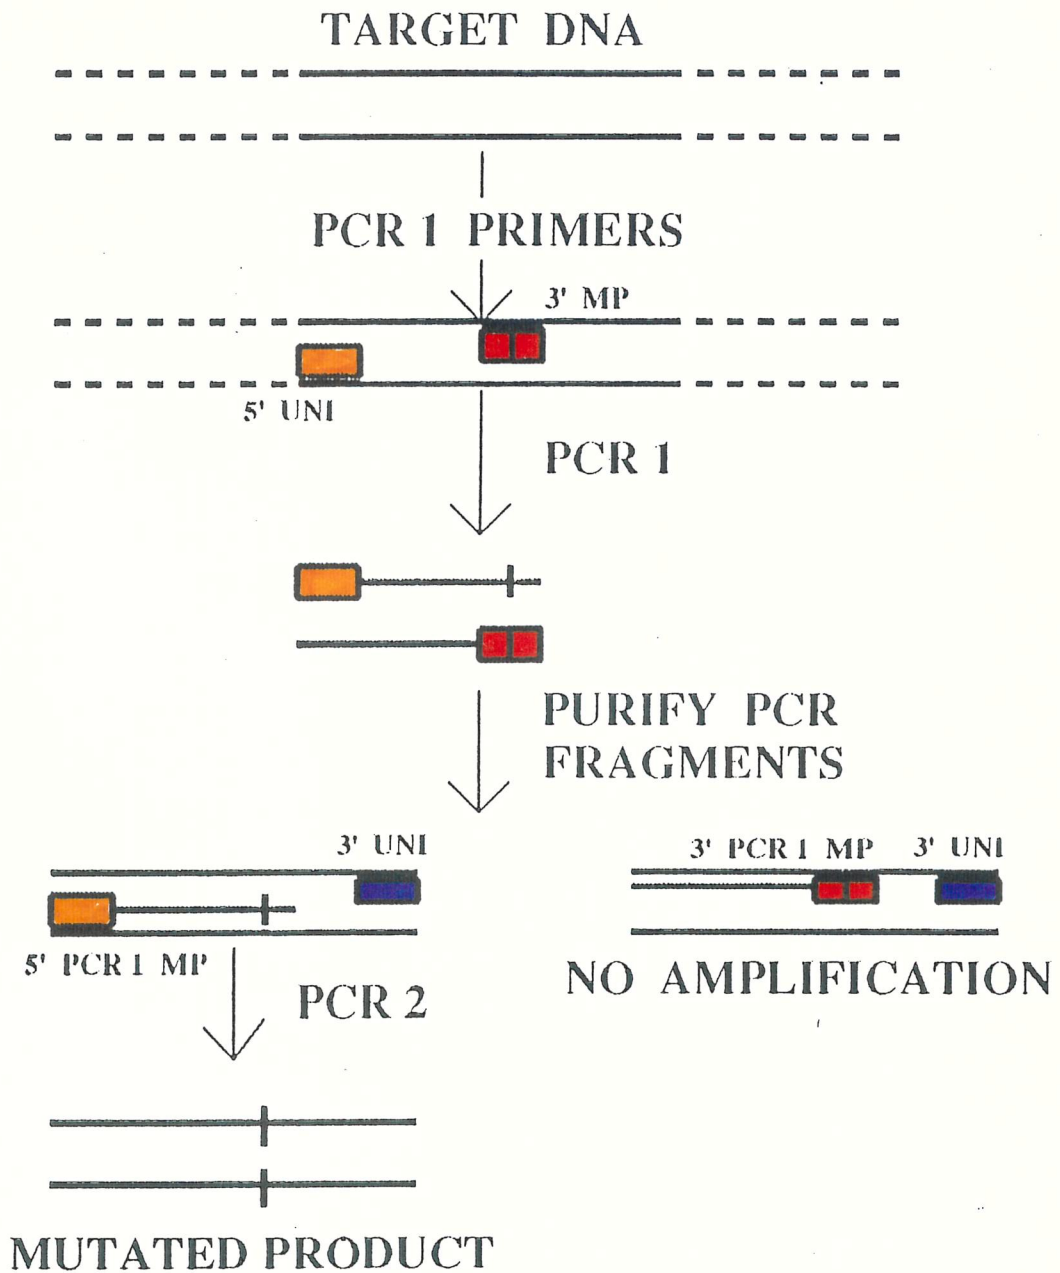 TARGET DNA
PCR 1 PRIMERS
3' MP
5' UNI
PCR 1
PURIFY PCR
FRAGMENTS
3' UNI
5' PCR 1 MP
PCR 2
3' PCR 1 MP 3' UNI
NO AMPLIFICATION
MUTATED PRODUCT